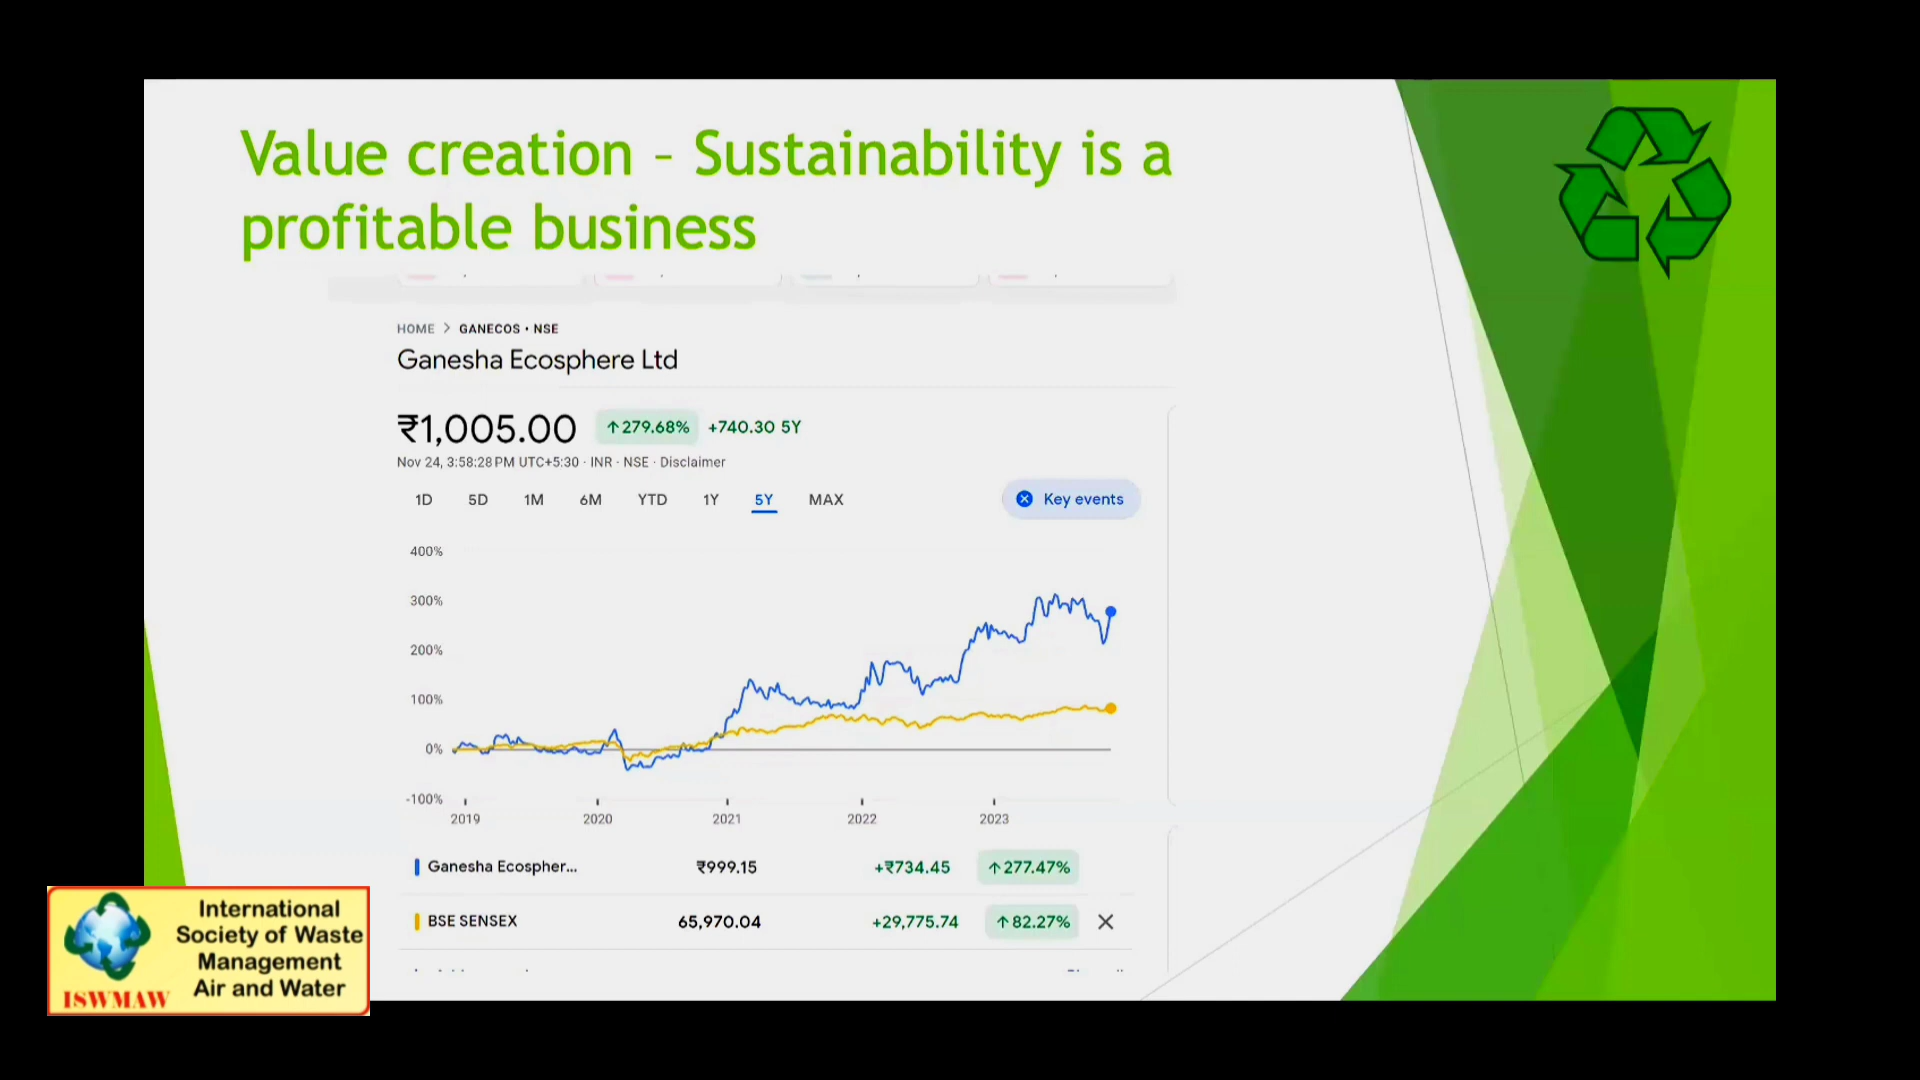 Value creation – Sustainability is a
profitable business
HOME > GANECOS • NSE
Ganesha Ecosphere Ltd
₹1,005.00 ↑279.68% +740.30 5Y
Nov 24, 3:58:28 PM UTC+5:30 · INR · NSE · Disclaimer
1D 5D 1M 6M YTD 1Y 5Y MAX Key events
400%
300%
200%
100%
0%
-100%
2019 2020 2021 2022 2023
Ganesha Ecospher... ₹999.15 +₹734.45 ↑277.47%
BSE SENSEX 65,970.04 +29,775.74 ↑82.27%
International
Society of Waste
Management
Air and Water
ISWMAW